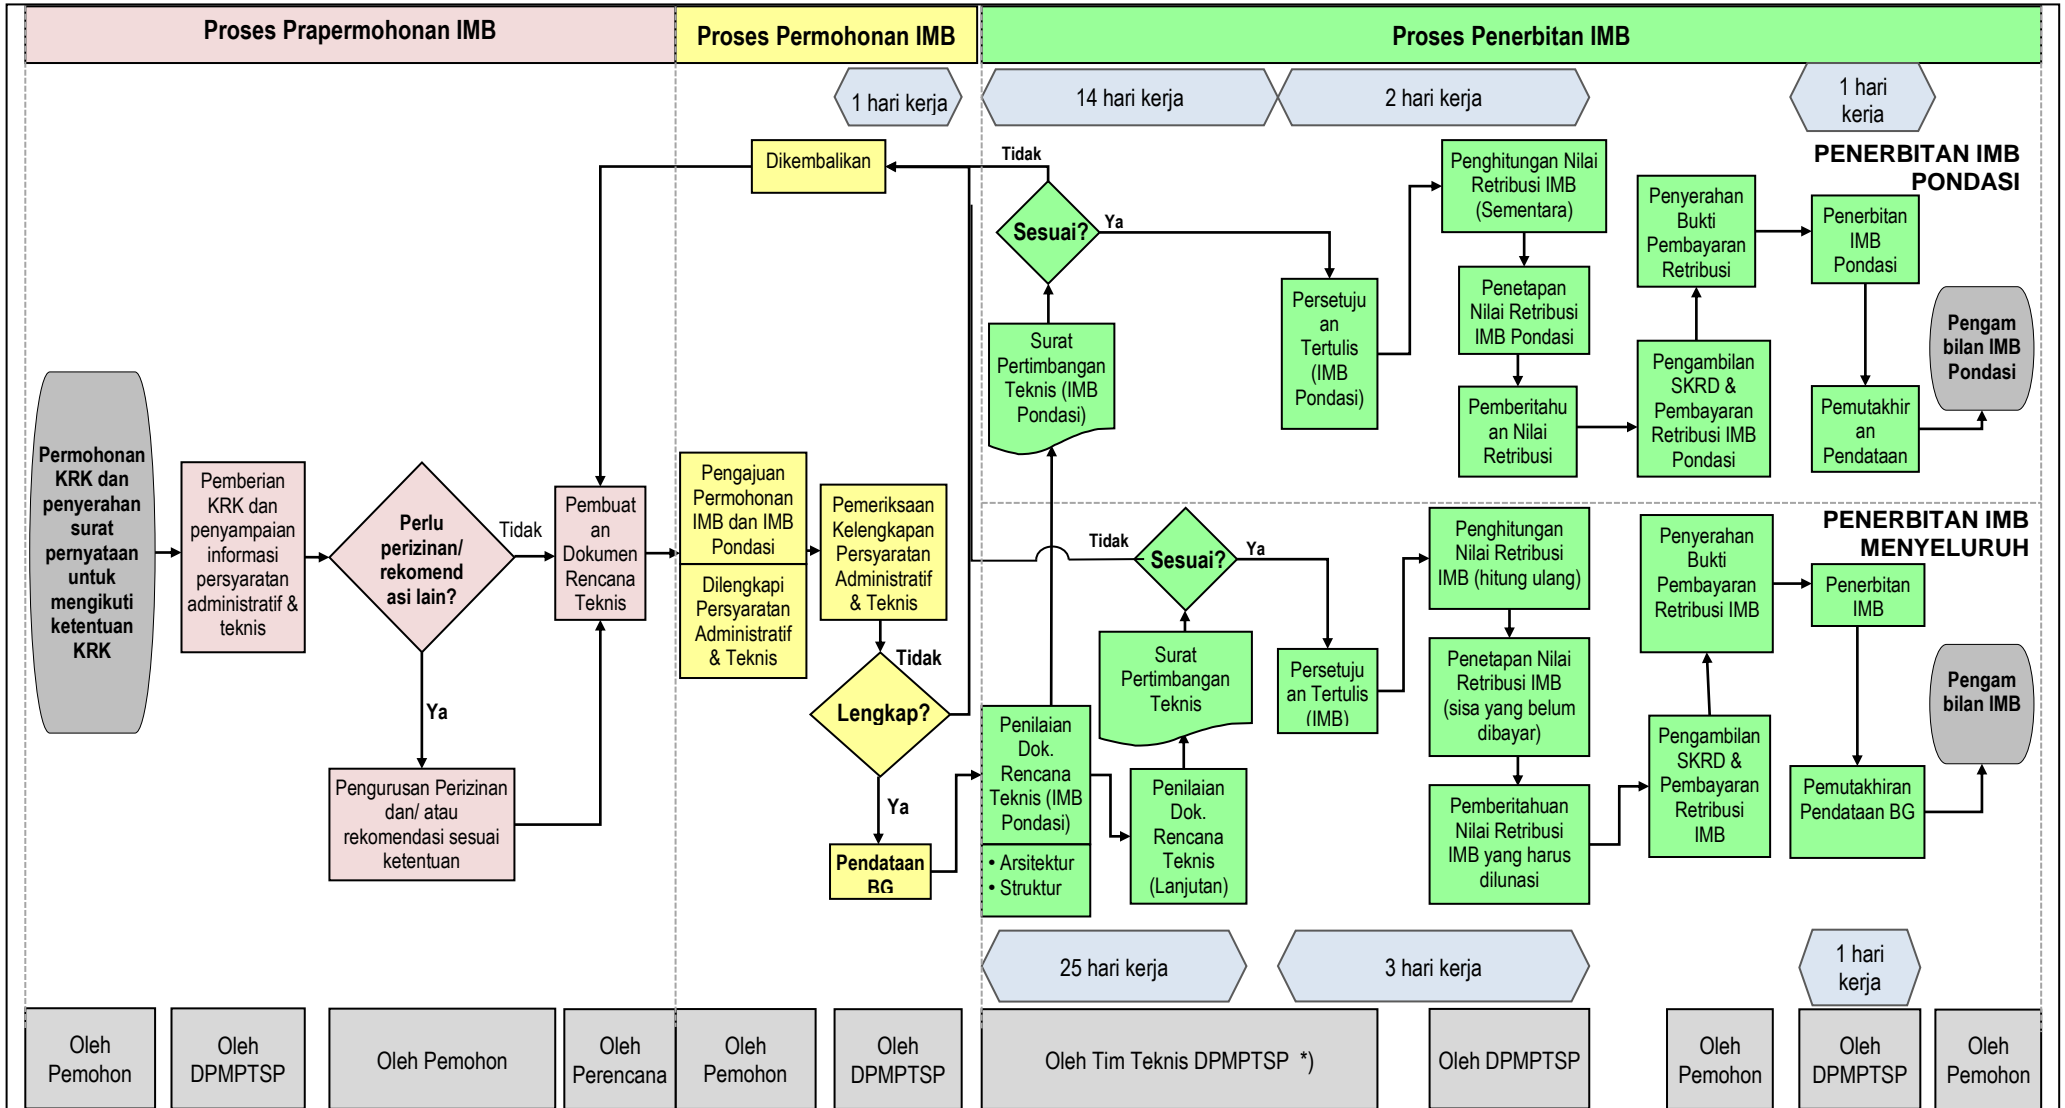 Proses Prapermohonan IMB
Proses Permohonan IMB
Proses Penerbitan IMB
1 hari kerja
14 hari kerja
2 hari kerja
1 hari
kerja
PENERBITAN IMB
PONDASI
Dikembalikan
Tidak
Sesuai?
Ya
Surat
Pertimbangan
Teknis (IMB
Pondasi)
Persetuju
an
Tertulis
(IMB
Pondasi)
Penghitungan Nilai
Retribusi IMB
(Sementara)
Penetapan
Nilai Retribusi
IMB Pondasi
Pemberitahu
an Nilai
Retribusi
Penyerahan
Bukti
Pembayaran
Retribusi
Pengambilan
SKRD &
Pembayaran
Retribusi IMB
Pondasi
Penerbitan
IMB
Pondasi
Pemutakhir
an
Pendataan
Pengam
bilan IMB
Pondasi
Permohonan
KRK dan
penyerahan
surat
pernyataan
untuk
mengikuti
ketentuan
KRK
Pemberian
KRK dan
penyampaian
informasi
persyaratan
administratif &
teknis
Perlu
perizinan/
rekomend
asi lain?
Tidak
Ya
Pengurusan Perizinan
dan/ atau
rekomendasi sesuai
ketentuan
Pembuat
an
Dokumen
Rencana
Teknis
Pengajuan
Permohonan
IMB dan IMB
Pondasi
Dilengkapi
Persyaratan
Administratif
& Teknis
Pemeriksaan
Kelengkapan
Persyaratan
Administratif
& Teknis
Tidak
Lengkap?
Ya
Pendataan
BG
PENERBITAN IMB
MENYELURUH
Penilaian
Dok.
Rencana
Teknis (IMB
Pondasi)
• Arsitektur
• Struktur
Penilaian
Dok.
Rencana
Teknis
(Lanjutan)
Surat
Pertimbangan
Teknis
Tidak
Sesuai?
Ya
Persetuju
an Tertulis
(IMB)
Penghitungan
Nilai Retribusi
IMB (hitung ulang)
Penetapan Nilai
Retribusi IMB
(sisa yang belum
dibayar)
Pemberitahuan
Nilai Retribusi
IMB yang harus
dilunasi
Penyerahan
Bukti
Pembayaran
Retribusi IMB
Pengambilan
SKRD &
Pembayaran
Retribusi
IMB
Penerbitan
IMB
Pemutakhiran
Pendataan BG
Pengam
bilan IMB
25 hari kerja
3 hari kerja
1 hari
kerja
Oleh
Pemohon
Oleh
DPMPTSP
Oleh Pemohon
Oleh
Perencana
Oleh
Pemohon
Oleh
DPMPTSP
Oleh Tim Teknis DPMPTSP *)
Oleh DPMPTSP
Oleh
Pemohon
Oleh
DPMPTSP
Oleh
Pemohon